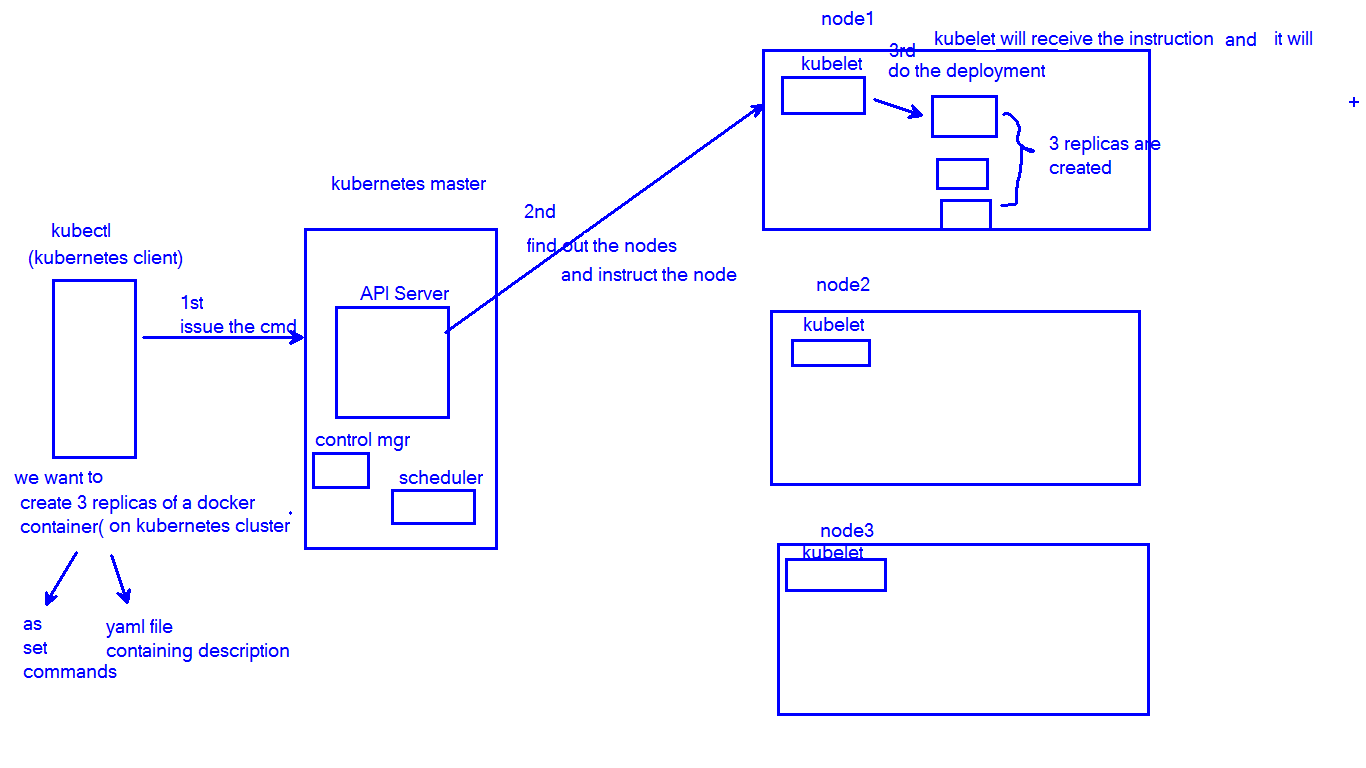 node1
kubelet will receive the instruction and it will
3rd
do the deployment
kubelet
3 replicas are
created
kubernetes master
2nd
find out the nodes
and instruct the node
kubectl
(kubernetes client)
1st
issue the cmd
API Server
control mgr
scheduler
node2
kubelet
we want to
create 3 replicas of a docker
container( on kubernetes cluster
as
set
commands
yaml file
containing description
node3
kubelet